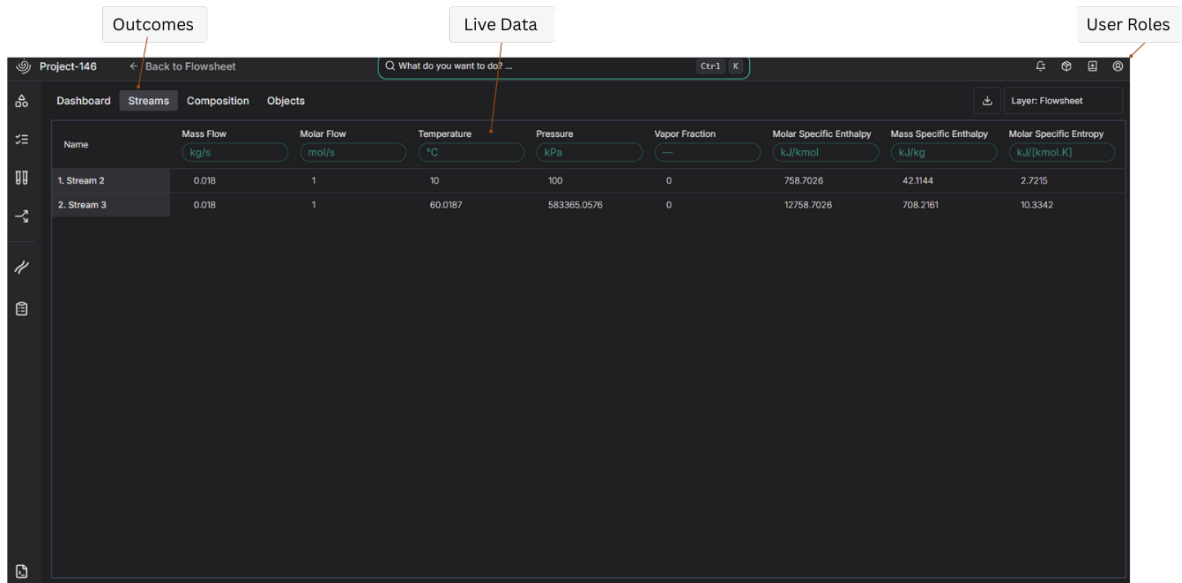 Outcomes
Live Data
User Roles
Project-146
← Back to Flowsheet
What do you want to do? ...
Ctrl K
Dashboard Streams Composition Objects
Layer: Flowsheet
Name Mass Flow Molar Flow Temperature Pressure Vapor Fraction Molar Specific Enthalpy Mass Specific Enthalpy Molar Specific Entropy
kg/s mol/s °C kPa — kJ/kmol kJ/kg kJ/[kmol.K]
1. Stream 2 0.018 1 10 100 0 758.7026 42.1144 2.7215
2. Stream 3 0.018 1 60.0187 583365.0576 0 12758.7026 708.2161 10.3342